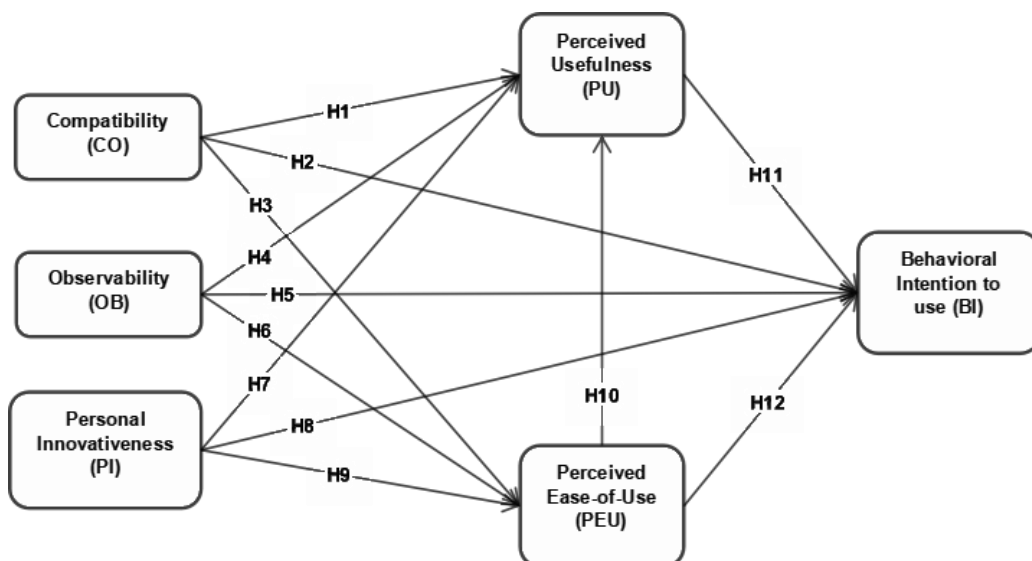 Perceived
Usefulness
(PU)
Compatibility
(CO)
H1
H2
H11
H3
Observability
(OB)
H4
H5
H6
Behavioral
Intention to
use (BI)
Personal
Innovativeness
(PI)
H7
H8
H9
H10
H12
Perceived
Ease-of-Use
(PEU)